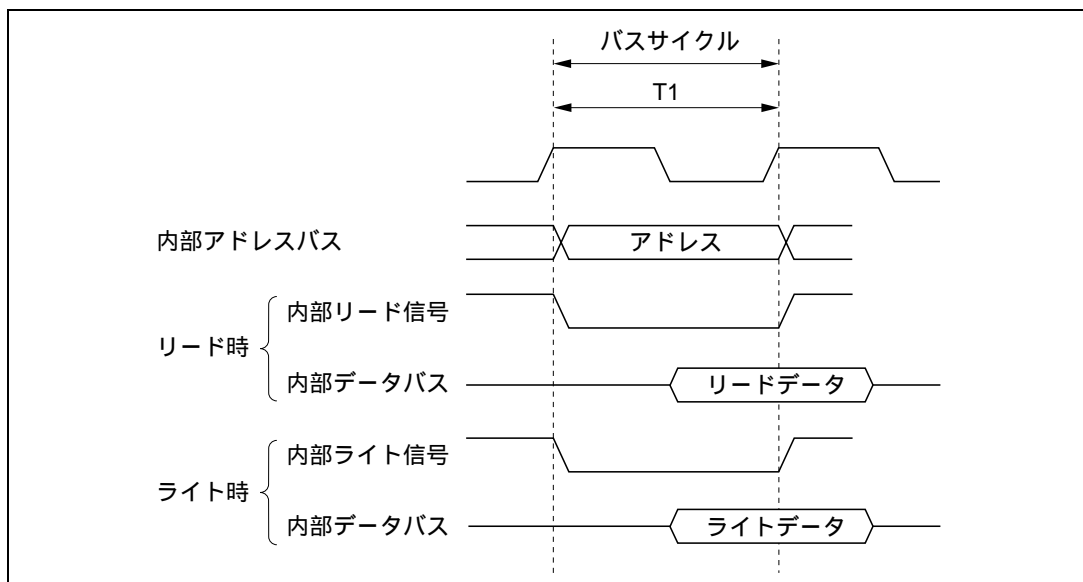 バスサイクル
T1
内部アドレスバス
アドレス
リード時
内部リード信号
内部データバス
リードデータ
ライト時
内部ライト信号
内部データバス
ライトデータ